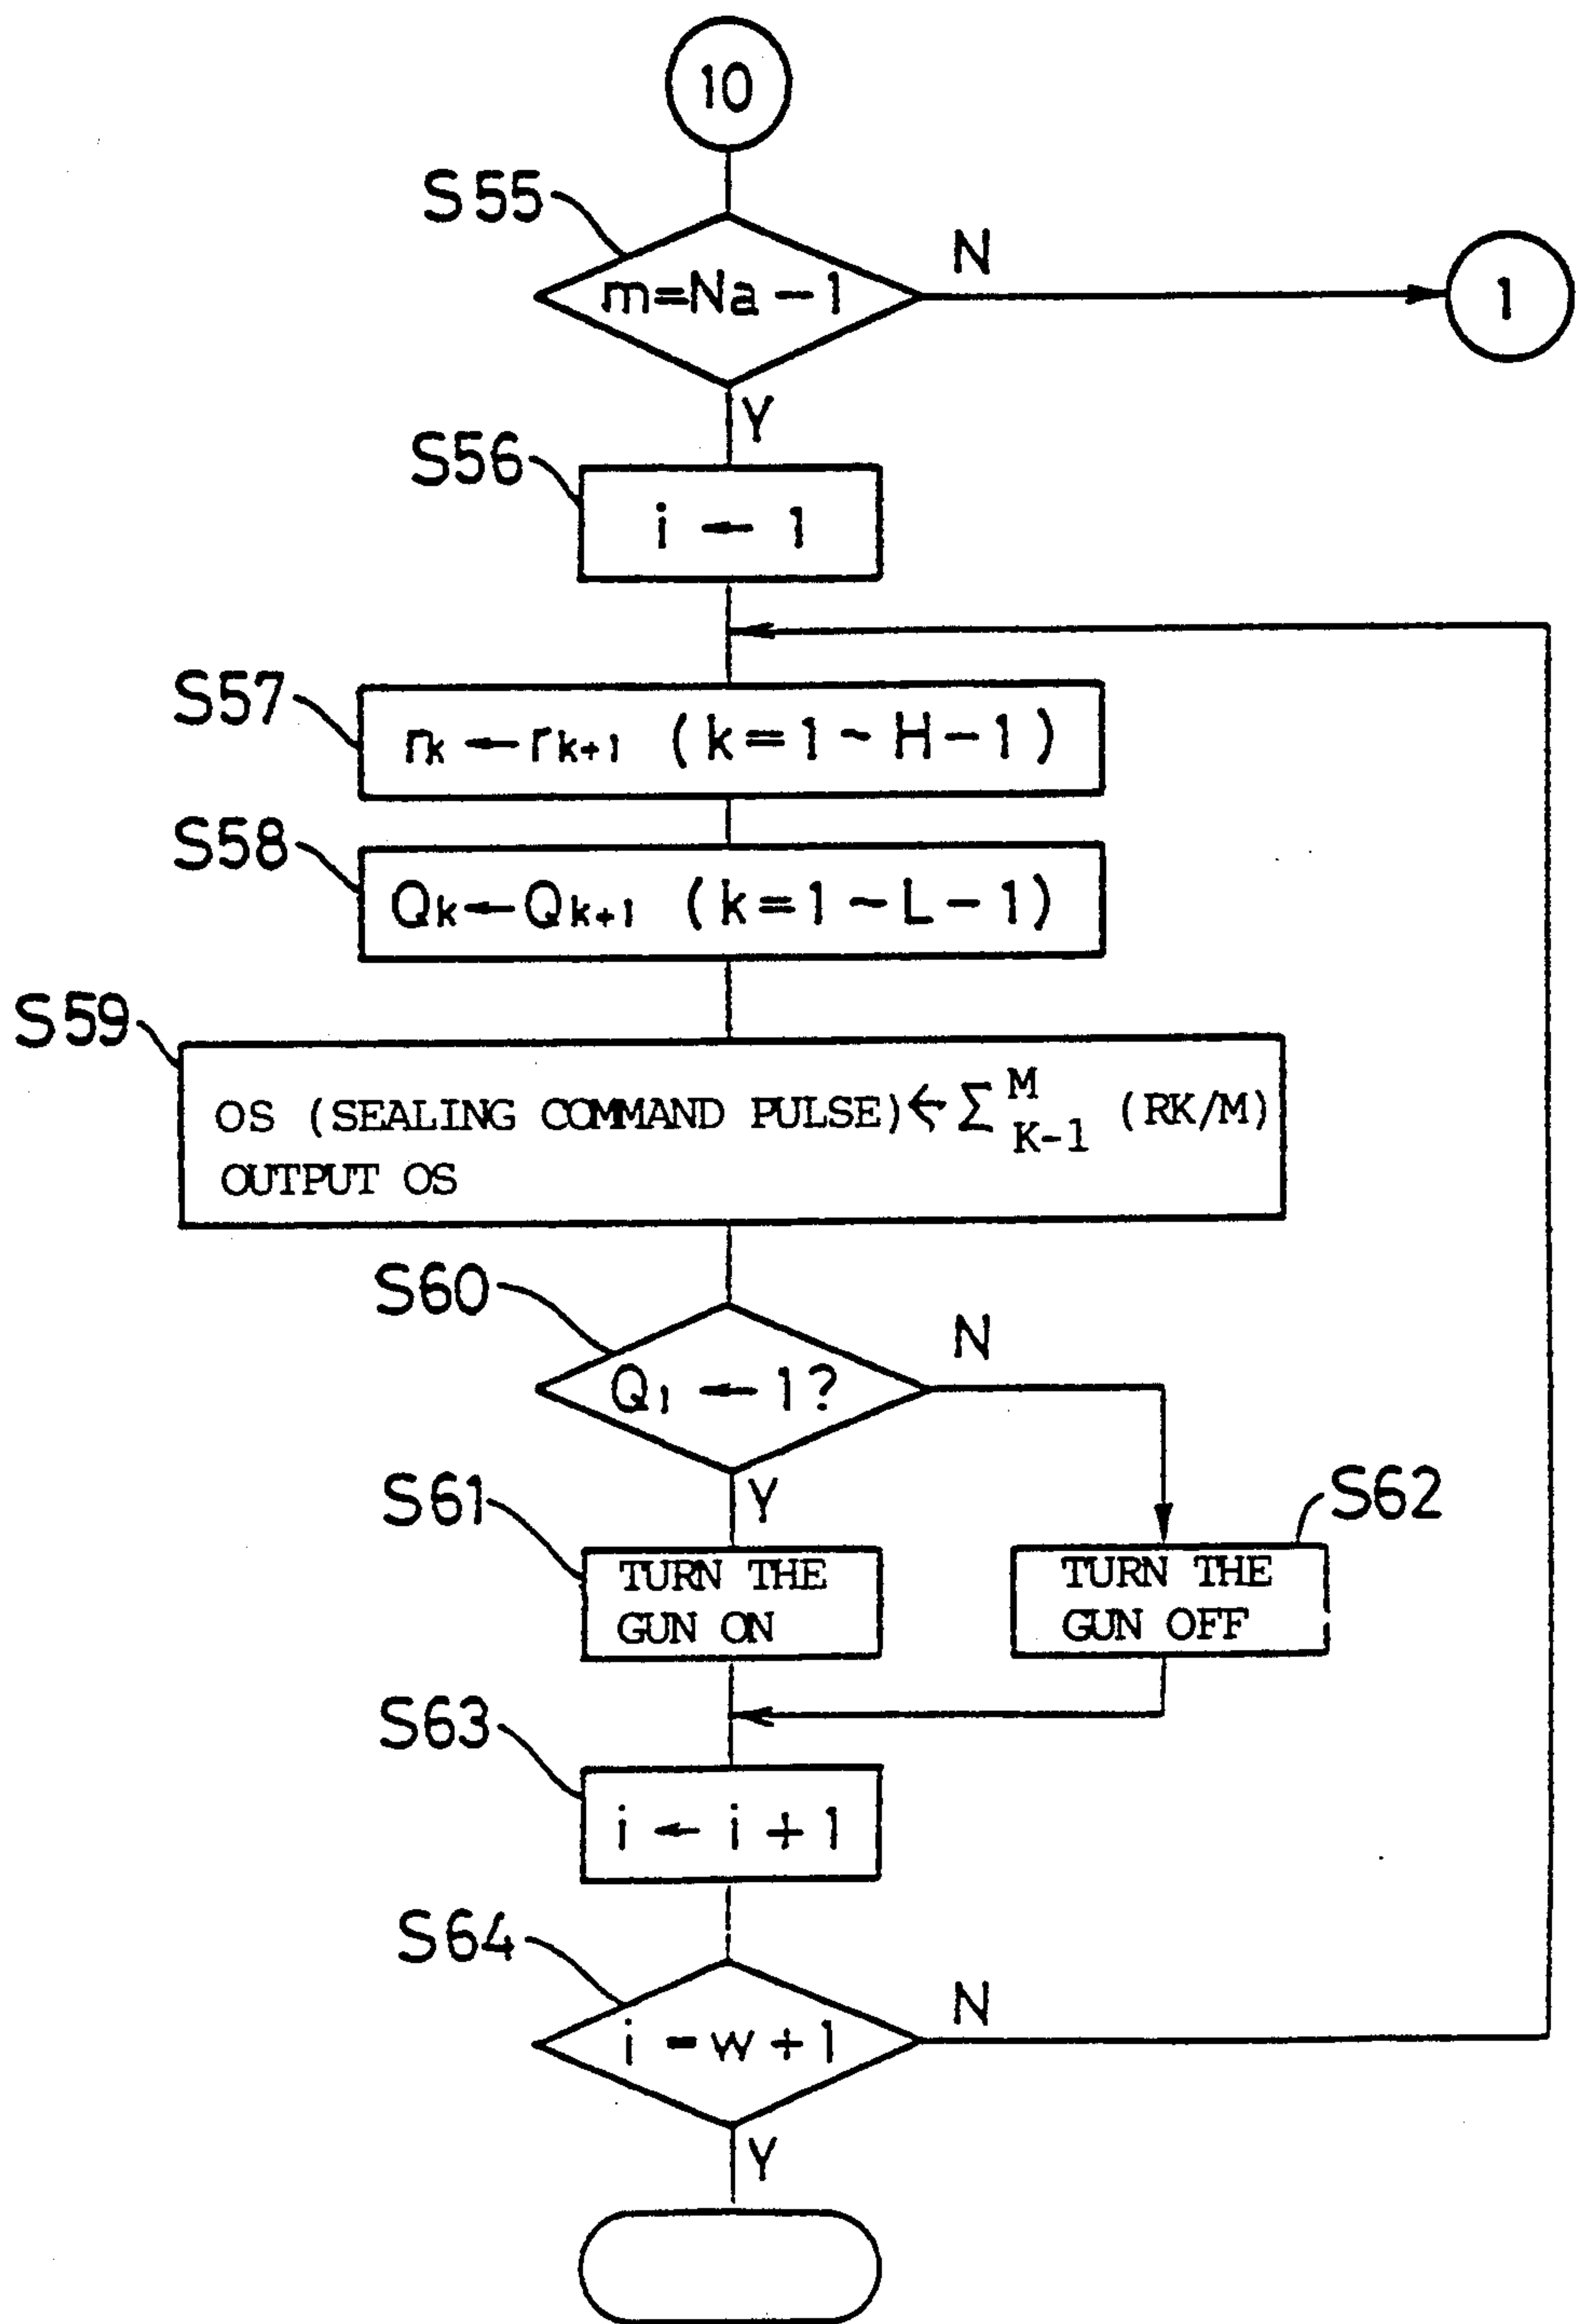 10
S55
m=Na-1
N
1
Y
S56
i ← 1
S57
rk ← rk+1 (k=1~H-1)
S58
Qk ← Qk+1 (k=1~L-1)
S59
OS (SEALING COMMAND PULSE) ← Σ M K-1 (RK/M)
OUTPUT OS
S60
Q1 ← 1?
N
S61
Y
S62
TURN THE
GUN ON
TURN THE
GUN OFF
S63
i ← i + 1
S64
i = w + 1
N
Y